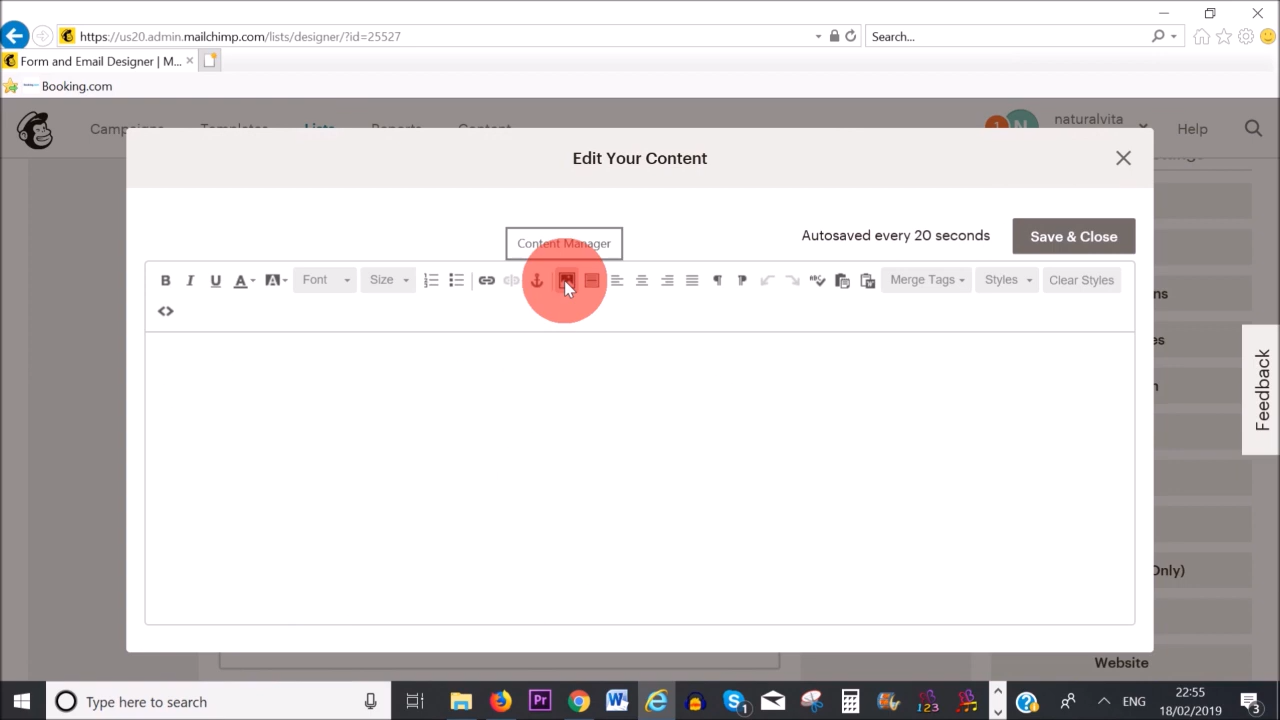 https://us20.admin.mailchimp.com/lists/designer/?id=25527
Search...
Form and Email Designer | M...
Booking.com
Campaigns Templates Lists Reports Content
1 N naturalvita Help
Edit Your Content
Content Manager
Autosaved every 20 seconds
Save & Close
B I U A A Font Size Merge Tags Styles Clear Styles
Feedback
Only)
Website
Type here to search
ENG
22:55
18/02/2019
3